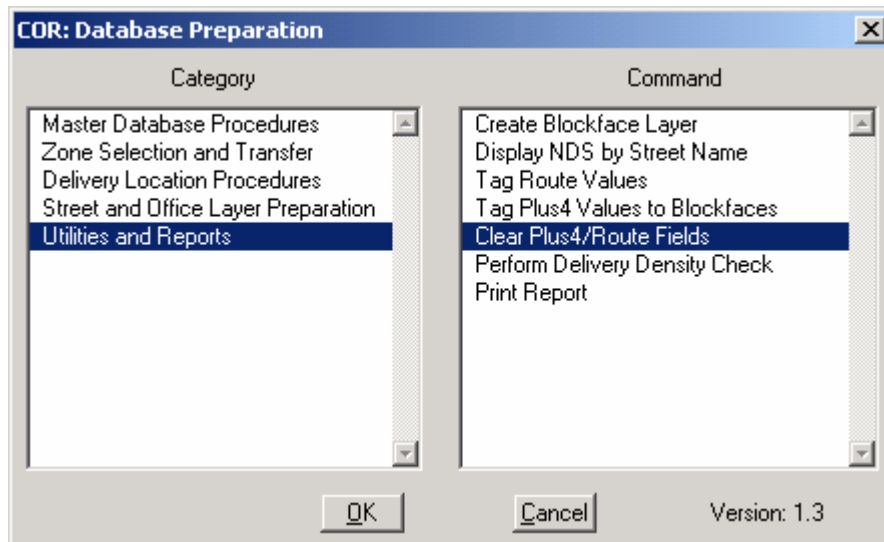 COR: Database Preparation
Category
Command
Master Database Procedures
Zone Selection and Transfer
Delivery Location Procedures
Street and Office Layer Preparation
Utilities and Reports
Create Blockface Layer
Display NDS by Street Name
Tag Route Values
Tag Plus4 Values to Blockfaces
Clear Plus4/Route Fields
Perform Delivery Density Check
Print Report
OK
Cancel
Version: 1.3